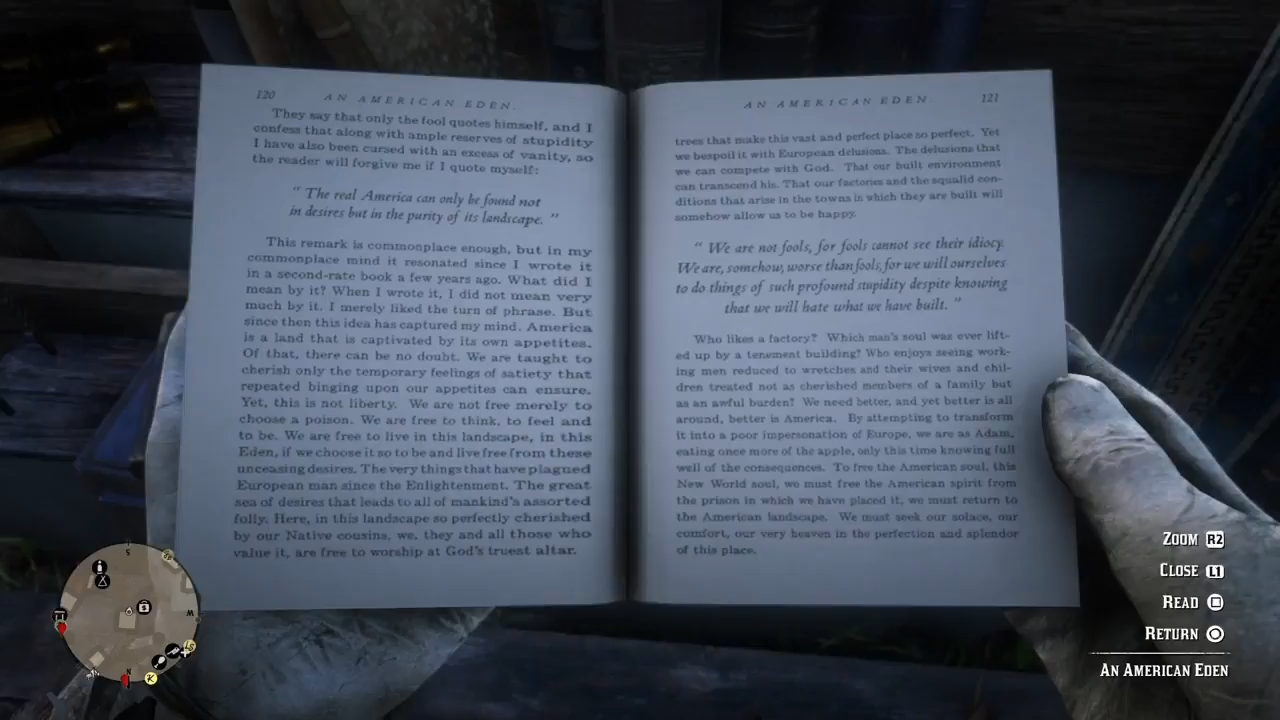 120
AN AMERICAN EDEN.
They say that only the fool quotes himself, and I
confess that along with ample reserves of stupidity
I have also been cursed with an excess of vanity, so
the reader will forgive me if I quote myself:
" The real America can only be found not
in desires but in the purity of its landscape. "
This remark is commonplace enough, but in my
commonplace mind it resonated since I wrote it
in a second-rate book a few years ago. What did I
mean by it? When I wrote it, I did not mean very
much by it. I merely liked the turn of phrase. But
since then this idea has captured my mind. America
is a land that is captivated by its own appetites.
Of that, there can be no doubt. We are taught to
cherish only the temporary feelings of satiety that
repeated binging upon our appetites can ensure.
Yet, this is not liberty. We are not free merely to
choose a poison. We are free to think, to feel and
to be. We are free to live in this landscape, in this
Eden, if we choose it so to be and live free from these
unceasing desires. The very things that have plagued
European man since the Enlightenment. The great
sea of desires that leads to all of mankind's assorted
folly. Here, in this landscape so perfectly cherished
by our Native cousins, we, they and all those who
value it, are free to worship at God's truest altar.
AN AMERICAN EDEN
121
trees that make this vast and perfect place so perfect. Yet
we bespoil it with European delusions. The delusions that
we can compete with God. That our built environment
can transcend his. That our factories and the squalid con-
ditions that arise in the towns in which they are built will
somehow allow us to be happy.
" We are not fools, for fools cannot see their idiocy.
We are, somehow, worse than fools, for we will ourselves
to do things of such profound stupidity despite knowing
that we will hate what we have built. "
Who likes a factory? Which man's soul was ever lift-
ed up by a tenement building? Who enjoys seeing work-
ing men reduced to wretches and their wives and chil-
dren treated not as cherished members of a family but
as an awful burden? We need better, and yet better is all
around, better is America. By attempting to transform
it into a poor impersonation of Europe, we are as Adam,
eating once more of the apple, only this time knowing full
well of the consequences. To free the American soul, this
New World soul, we must free the American spirit from
the prison in which we have placed it, we must return to
the American landscape. We must seek our solace, our
comfort, our very heaven in the perfection and splendor
of this place.
S
W
N
ZOOM R2
CLOSE L1
READ
RETURN
AN AMERICAN EDEN